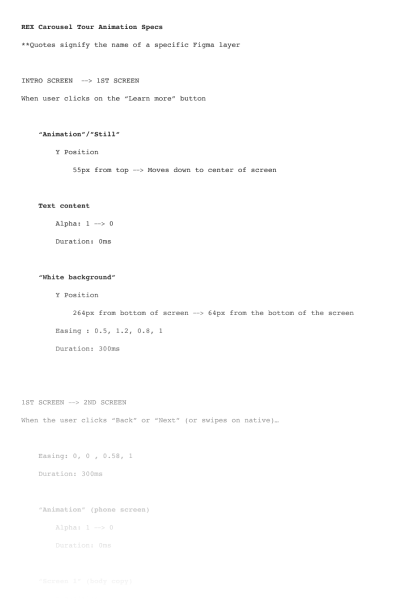 REX Carousel Tour Animation Specs
**Quotes signify the name of a specific Figma layer
INTRO SCREEN --> 1ST SCREEN
When user clicks on the “Learn more” button
“Animation”/“Still”
Y Position
55px from top --> Moves down to center of screen
Text content
Alpha: 1 --> 0
Duration: 0ms
“White background”
Y Position
264px from bottom of screen --> 64px from the bottom of the screen
Easing : 0.5, 1.2, 0.8, 1
Duration: 300ms
1ST SCREEN --> 2ND SCREEN
When the user clicks “Back” or “Next” (or swipes on native)…
Easing: 0, 0 , 0.58, 1
Duration: 300ms
“Animation” (phone screen)
Alpha: 1 --> 0
Duration: 0ms